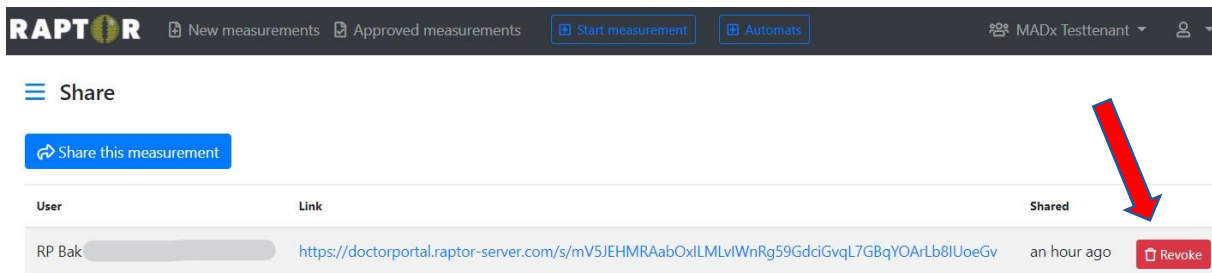 RAPTOR New measurements Approved measurements Start measurement Automats MADx Testtenant
Share
Share this measurement
User Link Shared
RP Bak https://doctorportal.raptor-server.com/s/mV5JEHMRAabOxILMLvIWnRg59GdciGvqL7GBqYOArLb8IUoeGv an hour ago Revoke